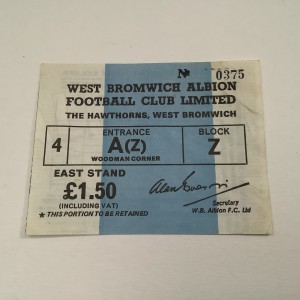 No 0375
WEST BROMWICH ALBION
FOOTBALL CLUB LIMITED
THE HAWTHORNS, WEST BROMWICH
4 ENTRANCE A(Z) WOODMAN CORNER BLOCK Z
EAST STAND
£1.50
(INCLUDING VAT)
Secretary
★ THIS PORTION TO BE RETAINED W.B. Albion F.C. Ltd